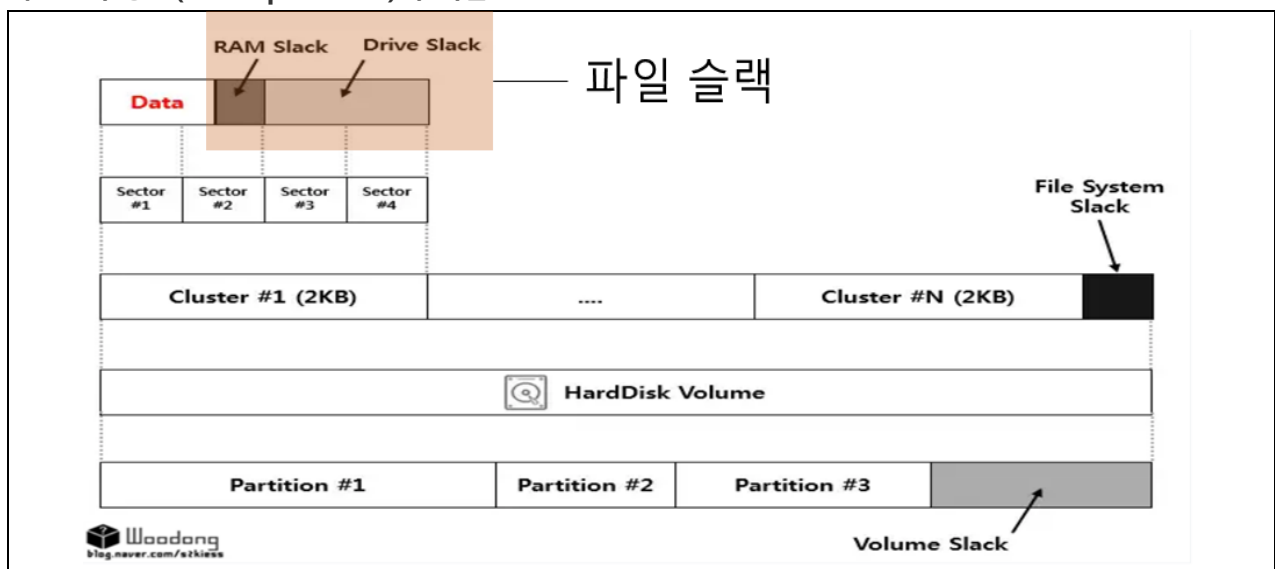 RAM Slack
Drive Slack
파일 슬랙
Data
Sector #1
Sector #2
Sector #3
Sector #4
File System
Slack
Cluster #1 (2KB)
....
Cluster #N (2KB)
HardDisk Volume
Partition #1
Partition #2
Partition #3
Volume Slack
Woodong
blog.naver.com/s2kiess